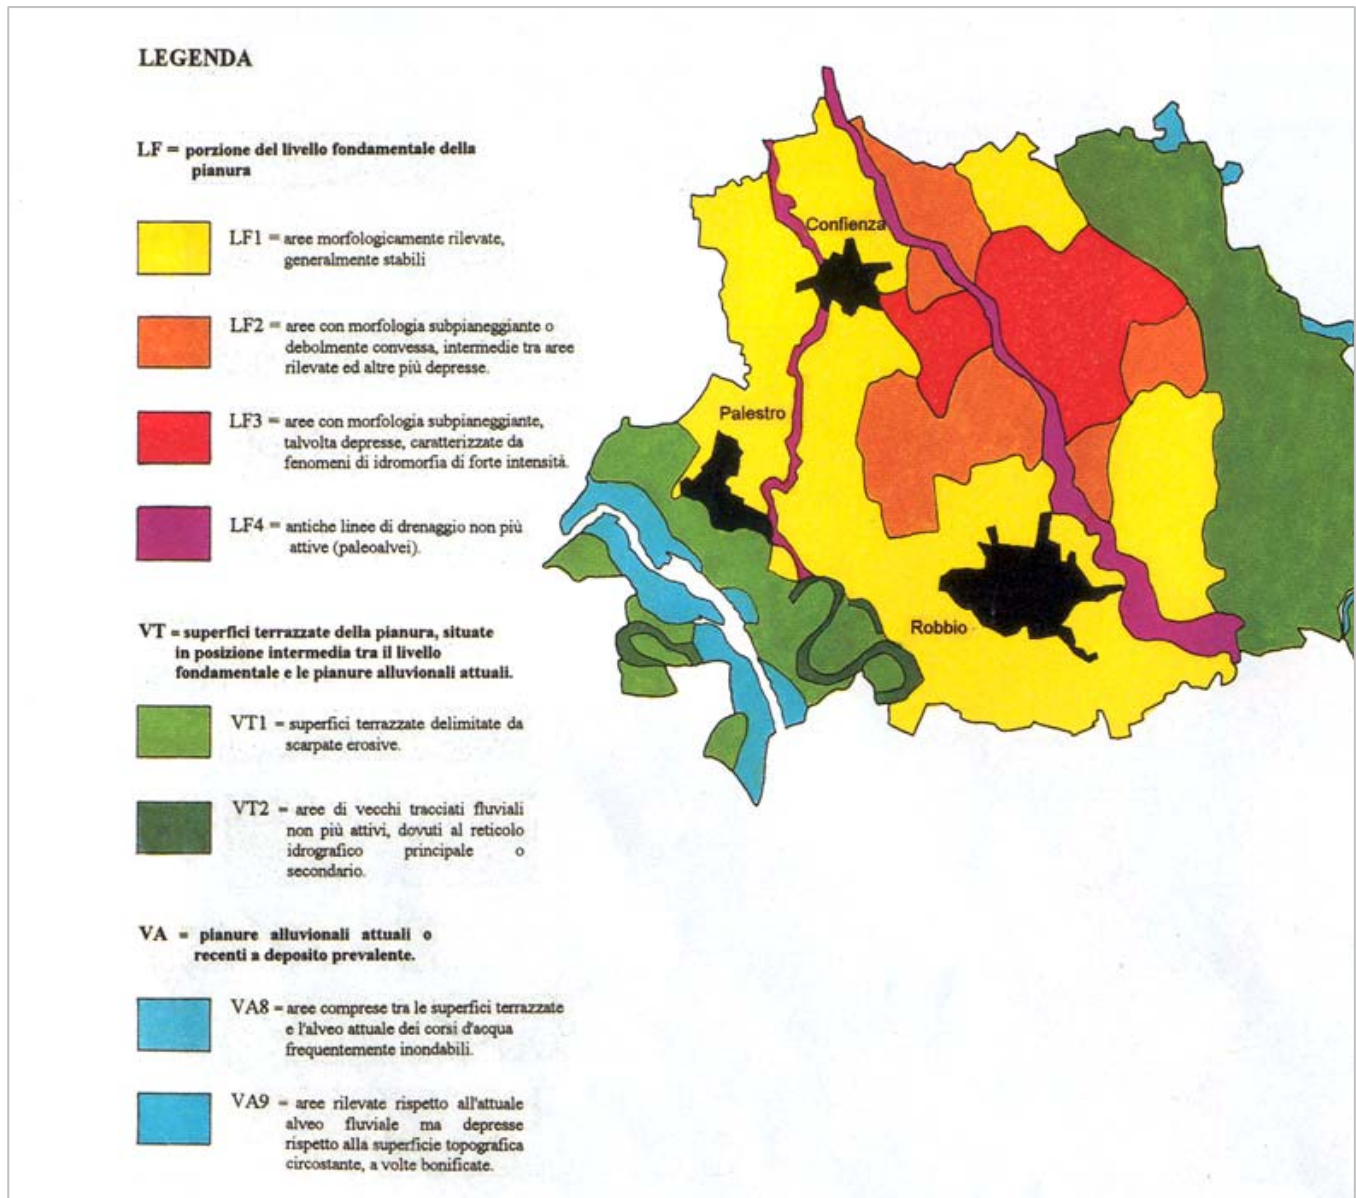 LEGENDA
LF = porzione del livello fondamentale della
pianura
LF1 = aree morfologicamente rilevate,
generalmente stabili
LF2 = aree con morfologia subpianeggiante o
debolmente convessa, intermedie tra aree
rilevate ed altre più depresse.
LF3 = aree con morfologia subpianeggiante,
talvolta depresse, caratterizzate da
fenomeni di idromorfia di forte intensità.
LF4 = antiche linee di drenaggio non più
attive (paleoalvei).
VT = superfici terrazzate della pianura, situate
in posizione intermedia tra il livello
fondamentale e le pianure alluvionali attuali.
VT1 = superfici terrazzate delimitate da
scarpate erosive.
VT2 = aree di vecchi tracciati fluviali
non più attivi, dovuti al reticolo
idrografico principale o
secondario.
VA = pianure alluvionali attuali o
recenti a deposito prevalente.
VA8 = aree comprese tra le superfici terrazzate
e l'alveo attuale dei corsi d'acqua
frequentemente inondabili.
VA9 = aree rilevate rispetto all'attuale
alveo fluviale ma depresse
rispetto alla superficie topografica
circostante, a volte bonificate.
Confienza
Palestro
Robbio